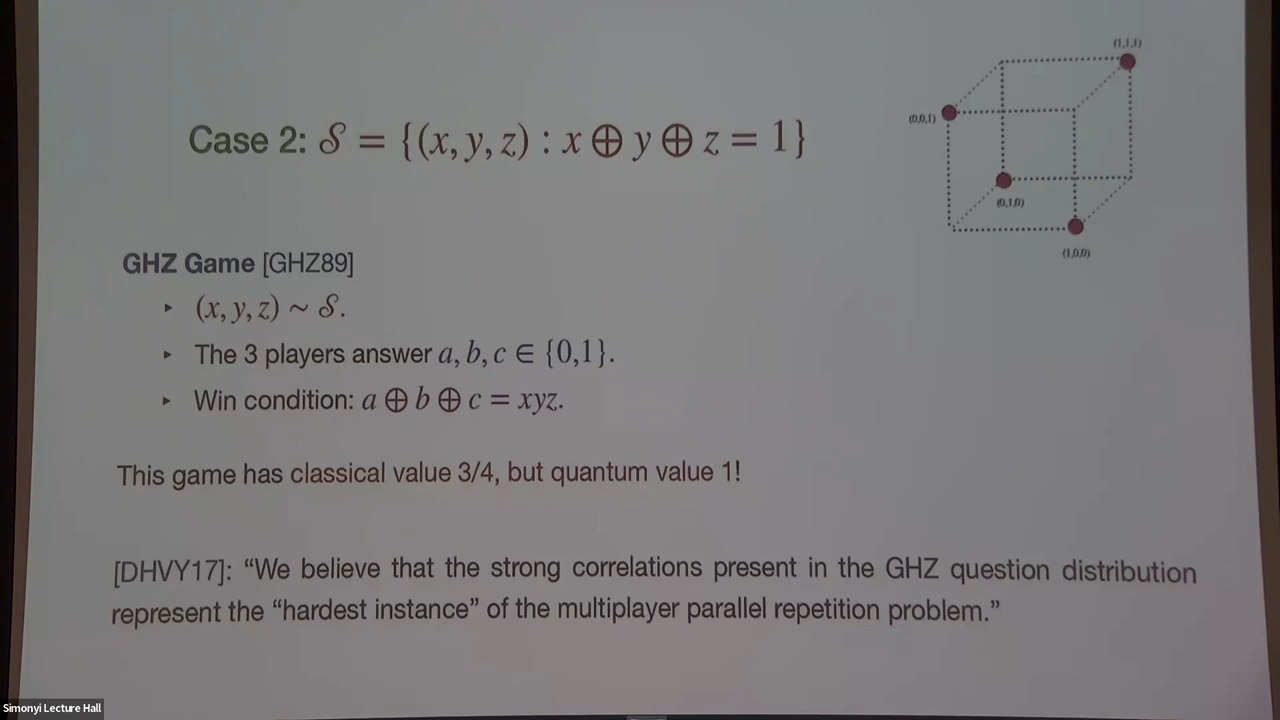 (1,1,1)
(0,0,1)
Case 2: 𝒮 = {(x, y, z) : x ⊕ y ⊕ z = 1}
(0,1,0)
(1,0,0)
GHZ Game [GHZ89]
▸ (x, y, z) ~ 𝒮.
▸ The 3 players answer a, b, c ∈ {0,1}.
▸ Win condition: a ⊕ b ⊕ c = xyz.
This game has classical value 3/4, but quantum value 1!
[DHVY17]: “We believe that the strong correlations present in the GHZ question distribution
represent the “hardest instance” of the multiplayer parallel repetition problem.”
Simonyi Lecture Hall